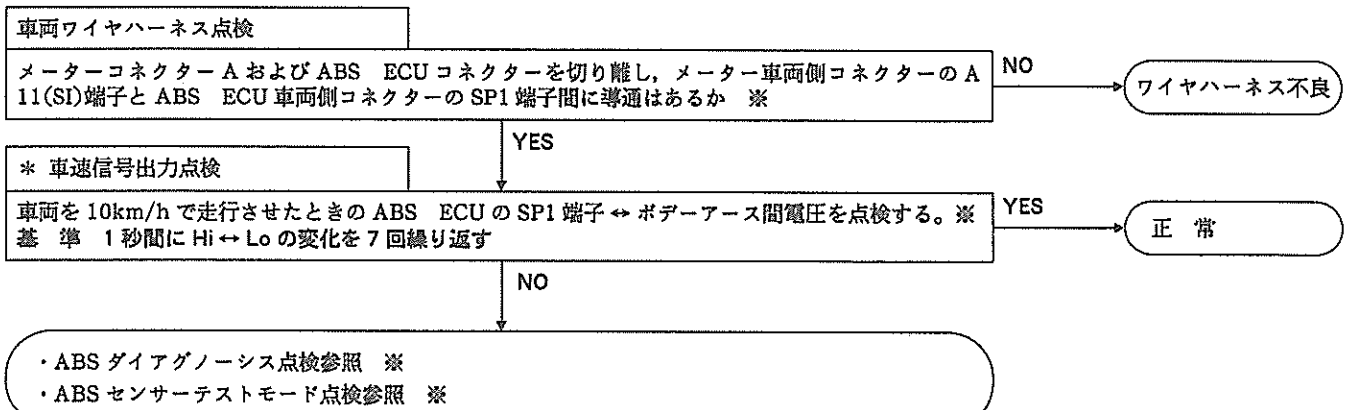 車両ワイヤハーネス点検
メーターコネクター A および ABS ECU コネクターを切り離し，メーター車両側コネクターの A
11(SI)端子と ABS ECU 車両側コネクターの SP1 端子間に導通はあるか ※
NO
ワイヤハーネス不良
YES
＊ 車速信号出力点検
車両を 10km/h で走行させたときの ABS ECU の SP1 端子 ↔ ボデーアース間電圧を点検する。※
基 準 1 秒間に Hi ↔ Lo の変化を 7 回繰り返す
YES
正 常
NO
・ABS ダイアグノーシス点検参照 ※
・ABS センサーテストモード点検参照 ※